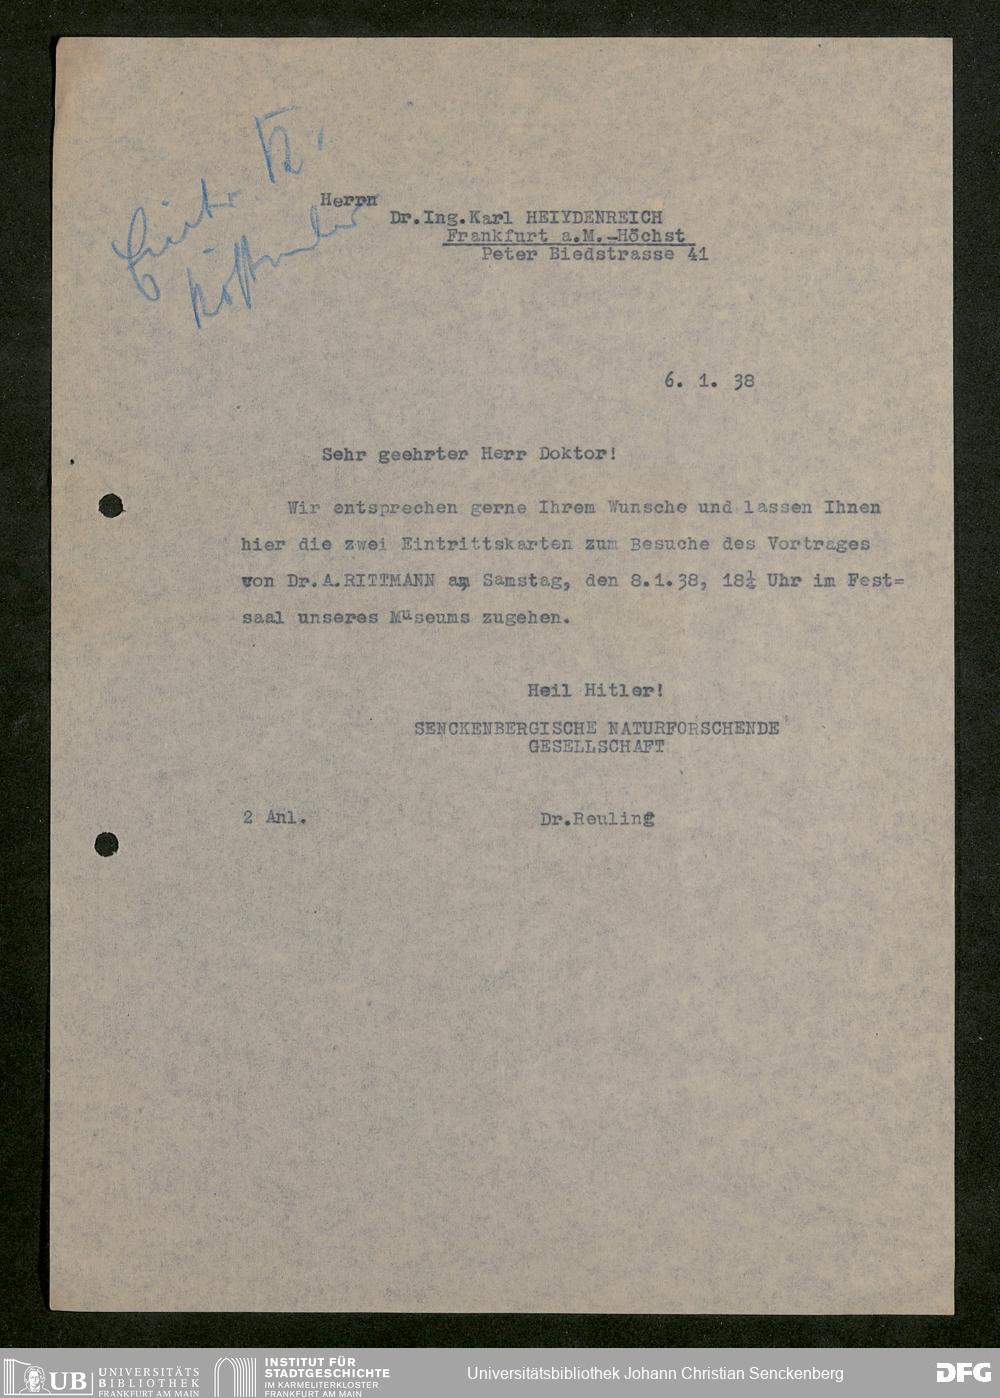 Eintr. K.
Herrn
Dr.Ing.Karl HEIYDENREICH
Frankfurt a.M.-Höchst
Peter Biedstrasse 41
6. 1. 38
Sehr geehrter Herr Doktor!
Wir entsprechen gerne Ihrem Wunsche und lassen Ihnen
hier die zwei Eintrittskarten zum Besuche des Vortrages
von Dr.A.RITTMANN am Samstag, den 8.1.38, 18¼ Uhr im Fest=
saal unseres Museums zugehen.
Heil Hitler!
SENCKENBERGISCHE NATURFORSCHENDE
GESELLSCHAFT
2 Anl.
Dr.Reuling
UB
UNIVERSITÄTS
BIBLIOTHEK
FRANKFURT AM MAIN
INSTITUT FÜR
STADTGESCHICHTE
IM KARMELITERKLOSTER
FRANKFURT AM MAIN
Universitätsbibliothek Johann Christian Senckenberg
DFG